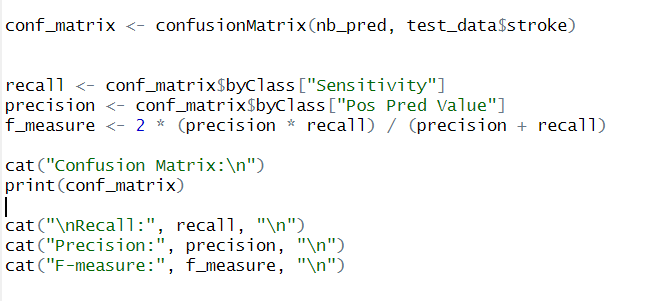 conf_matrix <- confusionMatrix(nb_pred, test_data$stroke)
recall <- conf_matrix$byClass["Sensitivity"]
precision <- conf_matrix$byClass["Pos Pred Value"]
f_measure <- 2 * (precision * recall) / (precision + recall)
cat("Confusion Matrix:\n")
print(conf_matrix)
cat("\nRecall:", recall, "\n")
cat("Precision:", precision, "\n")
cat("F-measure:", f_measure, "\n")